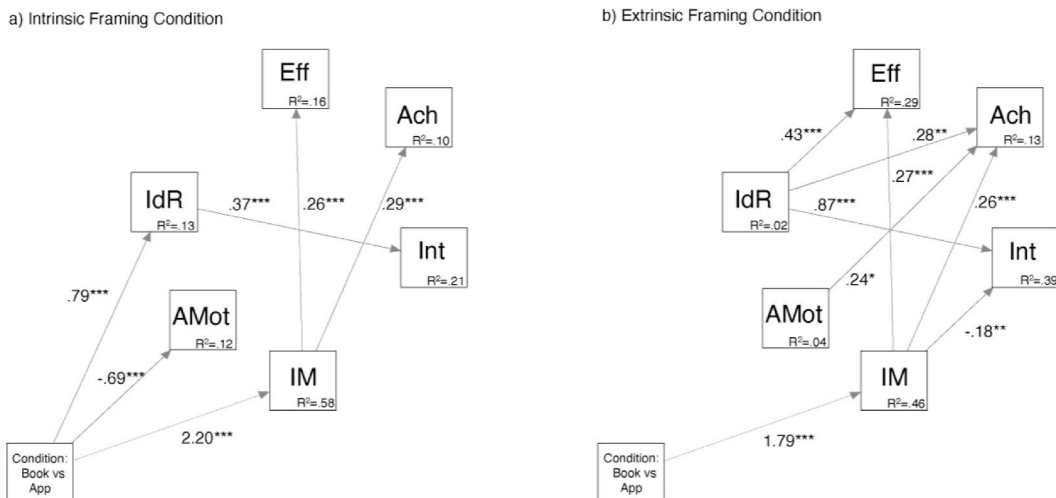 a) Intrinsic Framing Condition
Eff
R²=.16
Ach
R²=.10
IdR
R²=.13
.37***
.26***
.29***
Int
R²=.21
.79***
AMot
R²=.12
-.69***
IM
R²=.58
2.20***
Condition:
Book vs
App
b) Extrinsic Framing Condition
Eff
R²=.29
Ach
R²=.13
.43***
.28**
.27***
IdR
R²=.02
.87***
.26***
Int
R²=.39
.24*
AMot
R²=.04
-.18**
IM
R²=.46
1.79***
Condition:
Book vs
App